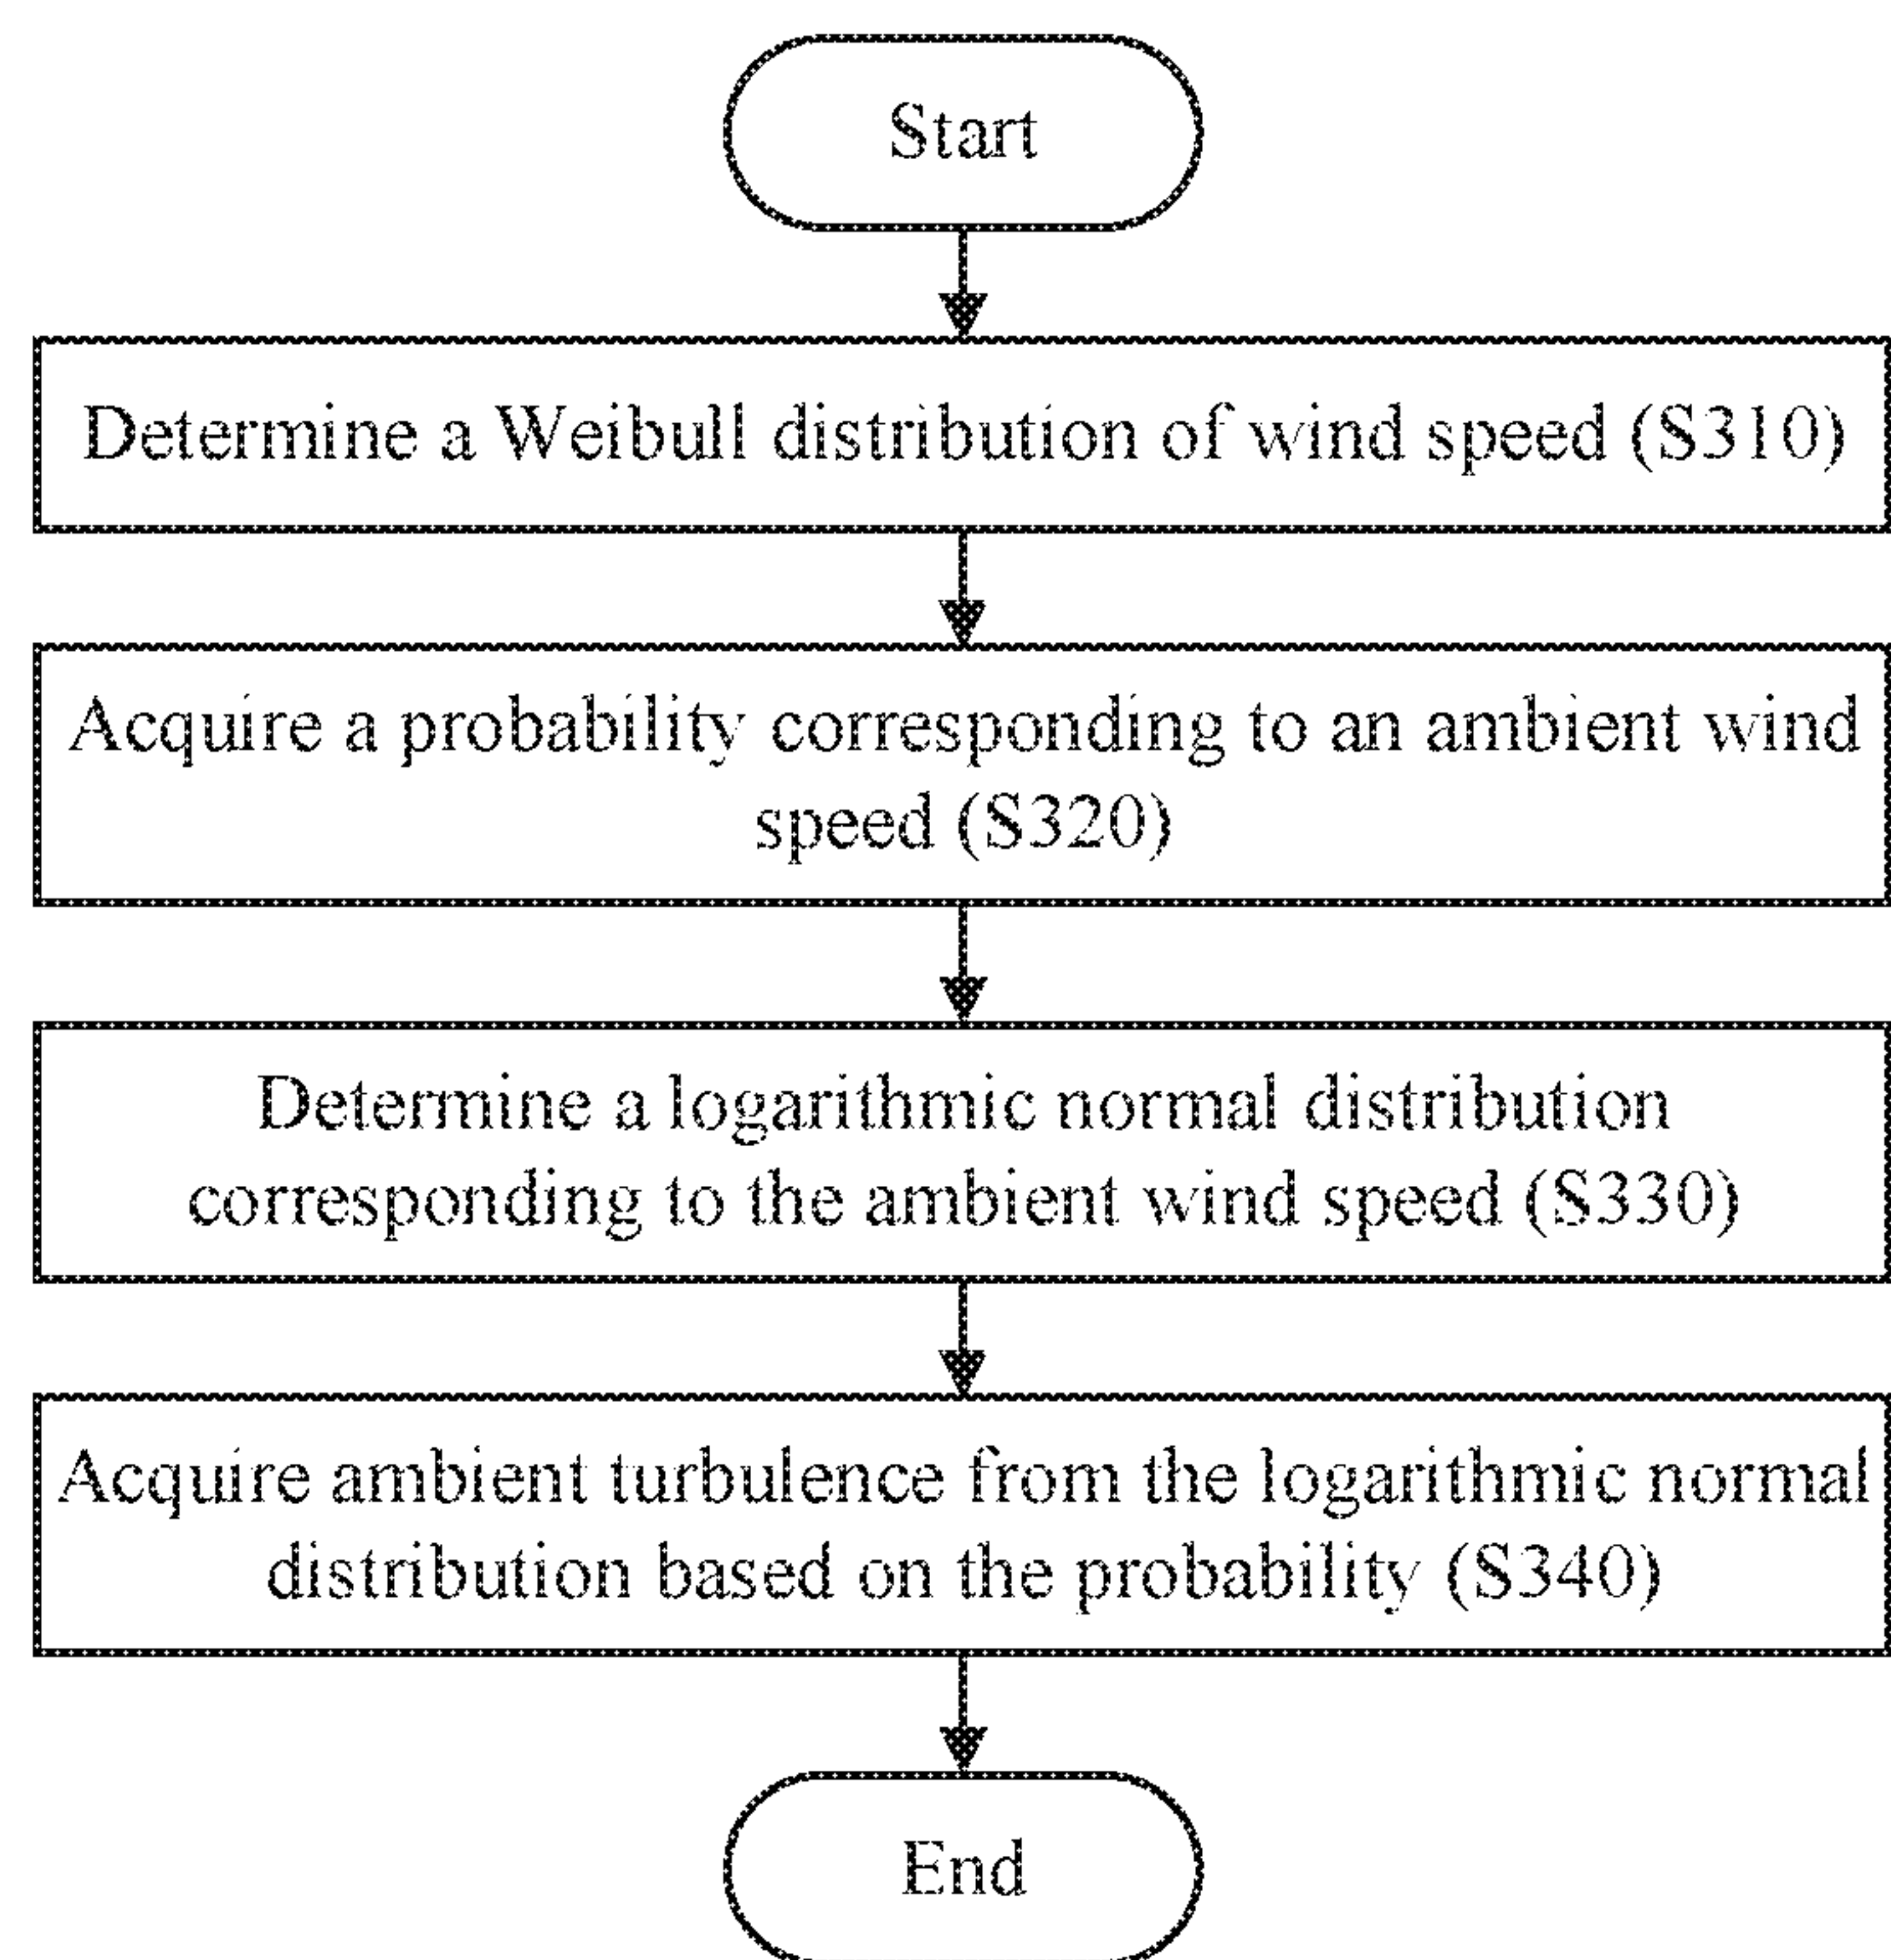 Start
Determine a Weibull distribution of wind speed (S310)
Acquire a probability corresponding to an ambient wind
speed (S320)
Determine a logarithmic normal distribution
corresponding to the ambient wind speed (S330)
Acquire ambient turbulence from the logarithmic normal
distribution based on the probability (S340)
End